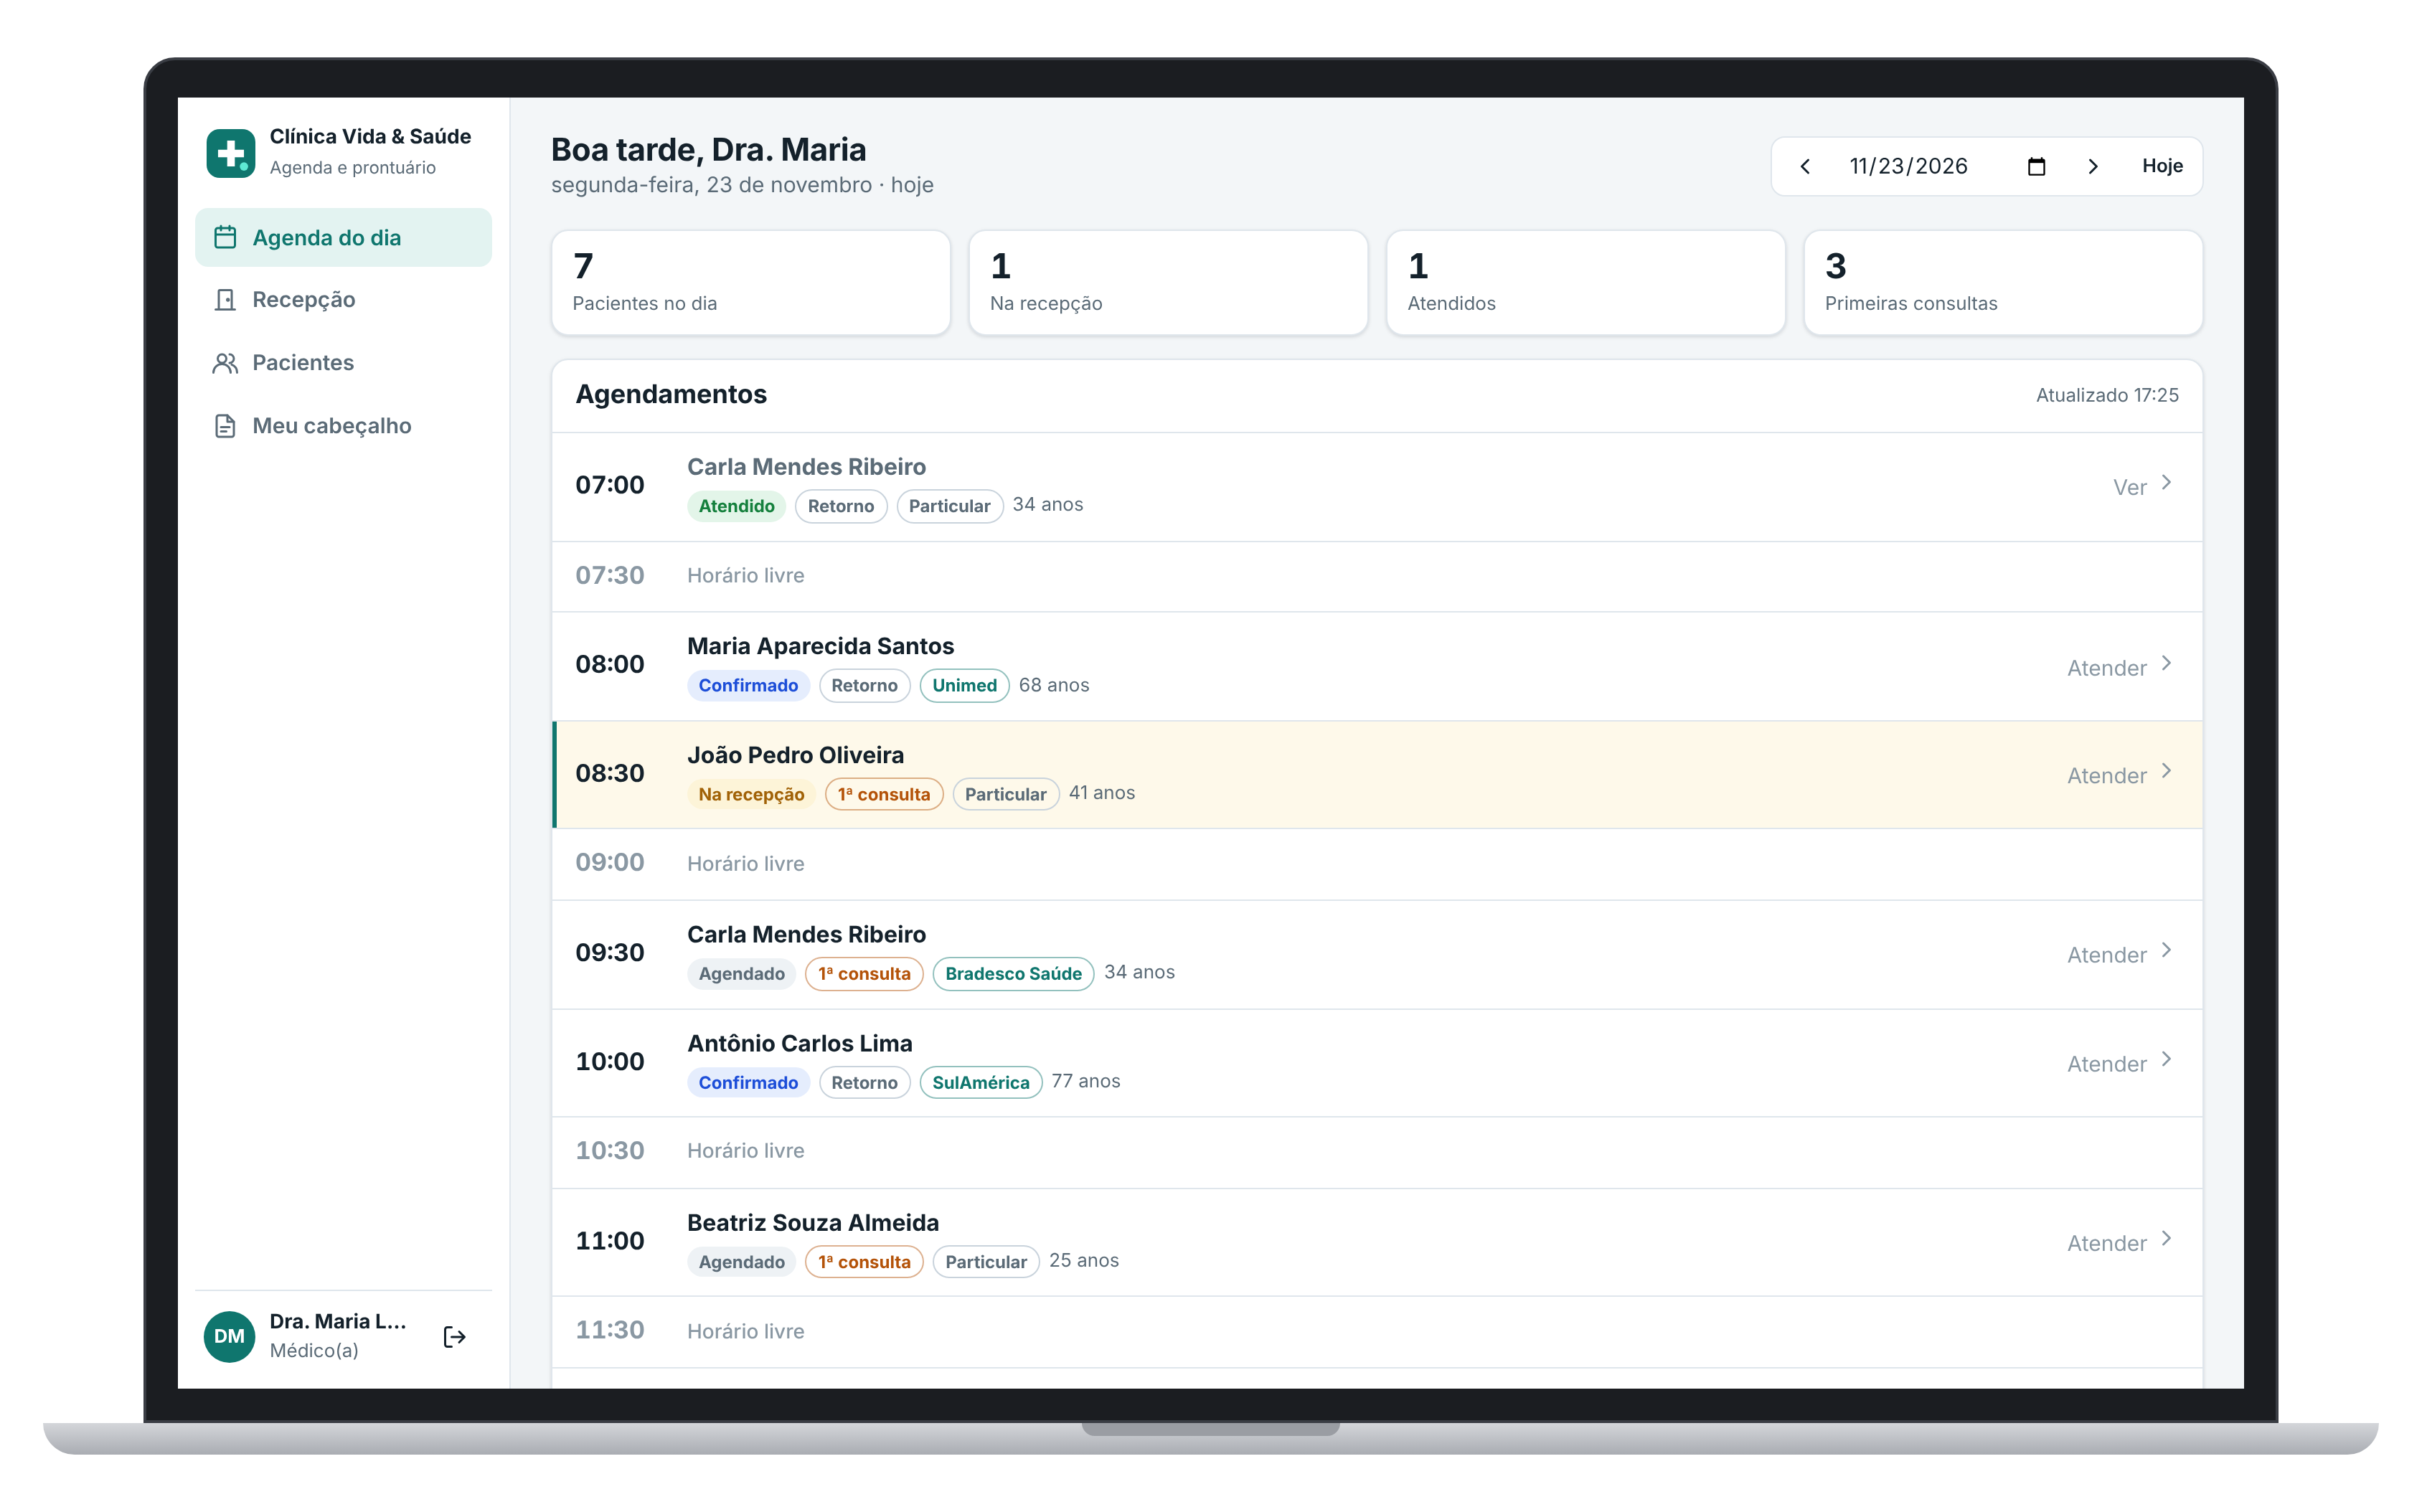 Clínica Vida & Saúde
Agenda e prontuário
Agenda do dia
Recepção
Pacientes
Meu cabeçalho
DM
Dra. Maria L...
Médico(a)
Boa tarde, Dra. Maria
segunda-feira, 23 de novembro · hoje
11/23/2026
Hoje
7
Pacientes no dia
1
Na recepção
1
Atendidos
3
Primeiras consultas
Agendamentos
Atualizado 17:25
07:00
Carla Mendes Ribeiro
Atendido Retorno Particular 34 anos
Ver
07:30
Horário livre
08:00
Maria Aparecida Santos
Confirmado Retorno Unimed 68 anos
Atender
08:30
João Pedro Oliveira
Na recepção 1ª consulta Particular 41 anos
Atender
09:00
Horário livre
09:30
Carla Mendes Ribeiro
Agendado 1ª consulta Bradesco Saúde 34 anos
Atender
10:00
Antônio Carlos Lima
Confirmado Retorno SulAmérica 77 anos
Atender
10:30
Horário livre
11:00
Beatriz Souza Almeida
Agendado 1ª consulta Particular 25 anos
Atender
11:30
Horário livre